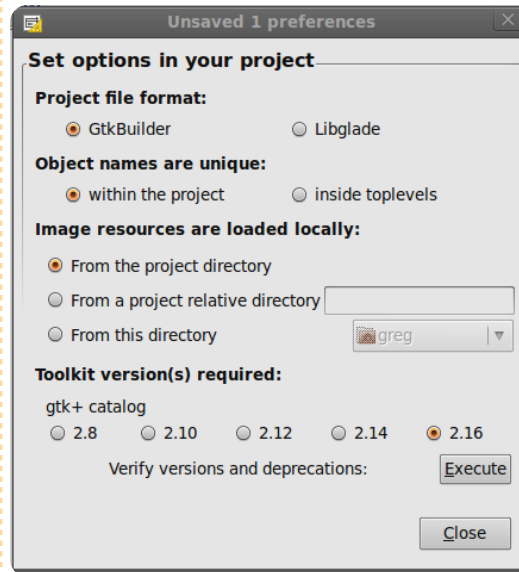 Unsaved 1 preferences
Set options in your project
Project file format:
GtkBuilder Libglade
Object names are unique:
within the project inside toplevels
Image resources are loaded locally:
From the project directory
From a project relative directory
From this directory greg
Toolkit version(s) required:
gtk+ catalog
2.8 2.10 2.12 2.14 2.16
Verify versions and deprecations: Execute
Close